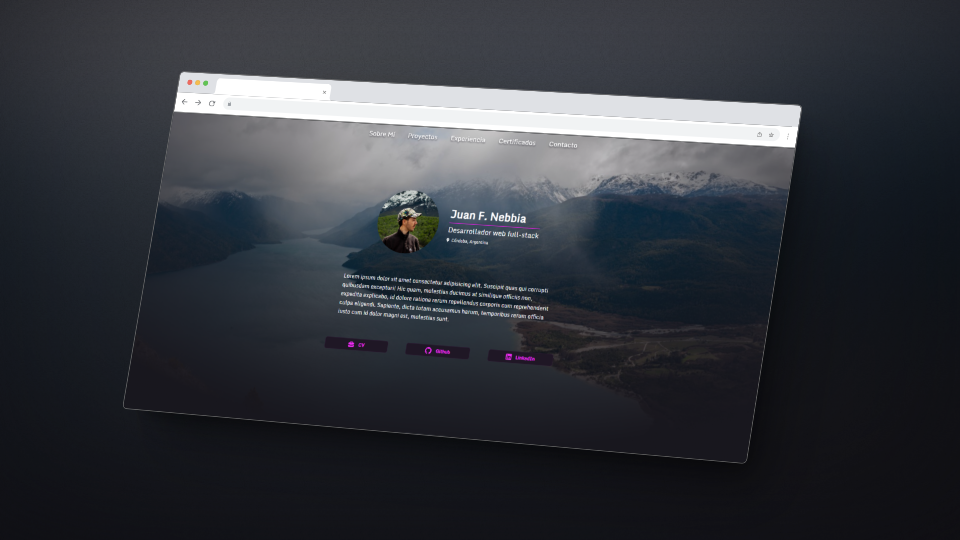 Sobre Mí Proyectos Experiencia Certificados Contacto
Juan F. Nebbia
Desarrollador web full-stack
Córdoba, Argentina
Lorem ipsum dolor sit amet consectetur adipisicing elit. Suscipit quas qui corrupti
quibusdam excepturi! Hic quam, molestias ducimus at similique officiis non,
expedita explicabo, id dolore ratione rerum repellendus corporis cum reprehenderit
culpa eligendi. Sapiente, dicta totam accusamus harum, temporibus rerum officia
iusto cum id dolor magni est, molestias sunt.
CV Github LinkedIn